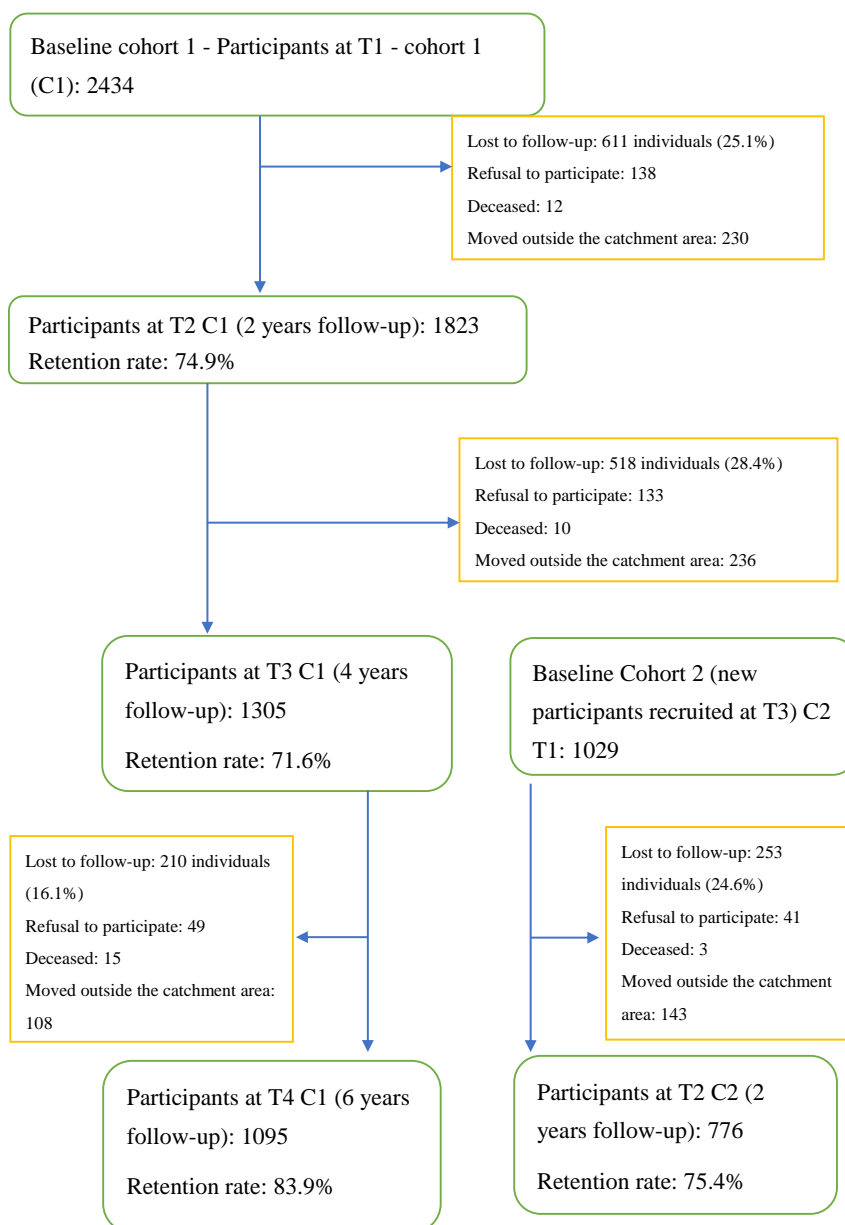 Baseline cohort 1 - Participants at T1 - cohort 1
(C1): 2434
Lost to follow-up: 611 individuals (25.1%)
Refusal to participate: 138
Deceased: 12
Moved outside the catchment area: 230
Participants at T2 C1 (2 years follow-up): 1823
Retention rate: 74.9%
Lost to follow-up: 518 individuals (28.4%)
Refusal to participate: 133
Deceased: 10
Moved outside the catchment area: 236
Participants at T3 C1 (4 years
follow-up): 1305
Retention rate: 71.6%
Baseline Cohort 2 (new
participants recruited at T3) C2
T1: 1029
Lost to follow-up: 210 individuals
(16.1%)
Refusal to participate: 49
Deceased: 15
Moved outside the catchment area:
108
Lost to follow-up: 253
individuals (24.6%)
Refusal to participate: 41
Deceased: 3
Moved outside the catchment
area: 143
Participants at T4 C1 (6 years
follow-up): 1095
Retention rate: 83.9%
Participants at T2 C2 (2
years follow-up): 776
Retention rate: 75.4%